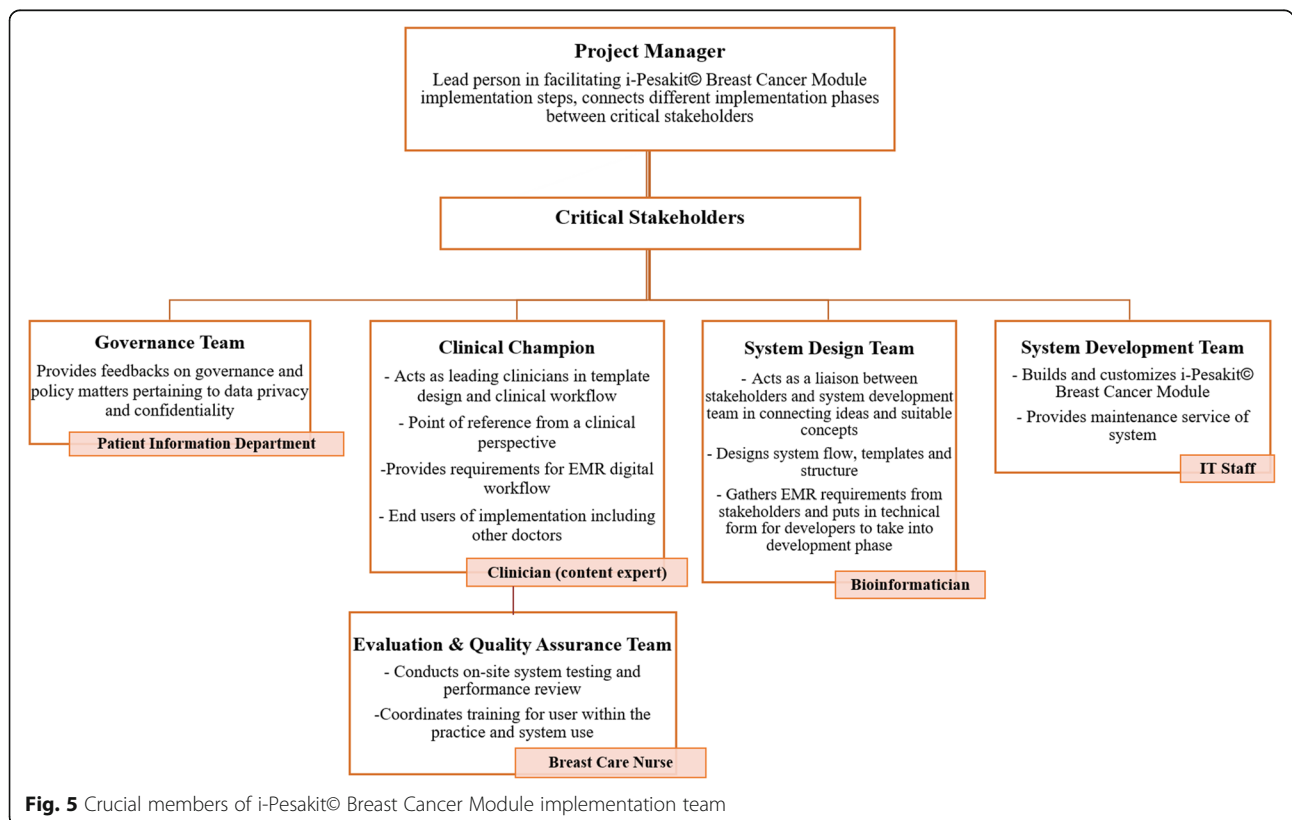 Project Manager
Lead person in facilitating i-Pesakit© Breast Cancer Module
implementation steps, connects different implementation phases
between critical stakeholders
Critical Stakeholders
Governance Team
Provides feedbacks on governance and
policy matters pertaining to data privacy
and confidentiality
Patient Information Department
Clinical Champion
- Acts as leading clinicians in template
design and clinical workflow
- Point of reference from a clinical
perspective
-Provides requirements for EMR digital
workflow
- End users of implementation including
other doctors
Clinician (content expert)
System Design Team
- Acts as a liaison between
stakeholders and system development
team in connecting ideas and suitable
concepts
- Designs system flow, templates and
structure
- Gathers EMR requirements from
stakeholders and puts in technical
form for developers to take into
development phase
Bioinformatician
System Development Team
- Builds and customizes i-Pesakit©
Breast Cancer Module
- Provides maintenance service of
system
IT Staff
Evaluation & Quality Assurance Team
- Conducts on-site system testing and
performance review
-Coordinates training for user within the
practice and system use
Breast Care Nurse
Fig. 5 Crucial members of i-Pesakit© Breast Cancer Module implementation team